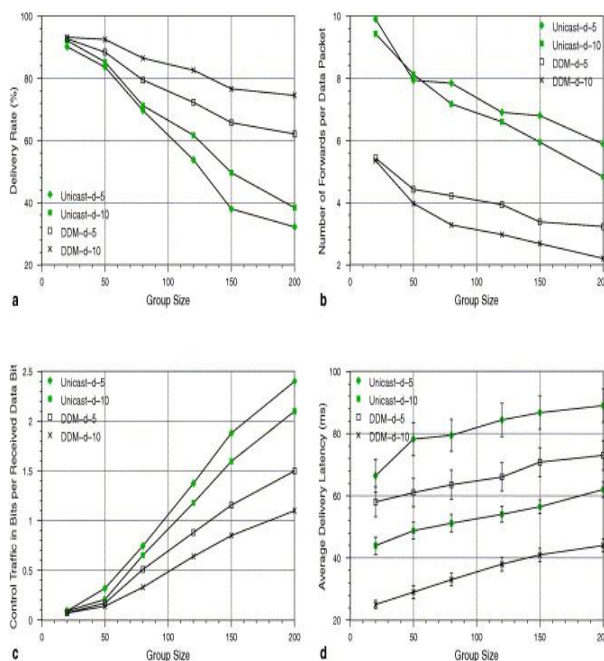 100
80
60
40
20
Delivery Rate (%)
Unicast-d-5
Unicast-d-10
DDM-d-5
DDM-d-10
0 50 100 150 200
Group Size
a
10
8
6
4
2
Number of Forwards per Data Packet
Unicast-d-5
Unicast-d-10
DDM-d-5
DDM-d-10
0 50 100 150 200
Group Size
b
2.5
2
1.5
1
0.5
0
Control Traffic in Bits per Received Data Bit
Unicast-d-5
Unicast-d-10
DDM-d-5
DDM-d-10
0 50 100 150 200
Group Size
c
100
80
60
40
20
Average Delivery Latency (ms)
Unicast-d-5
Unicast-d-10
DDM-d-5
DDM-d-10
0 50 100 150 200
Group Size
d